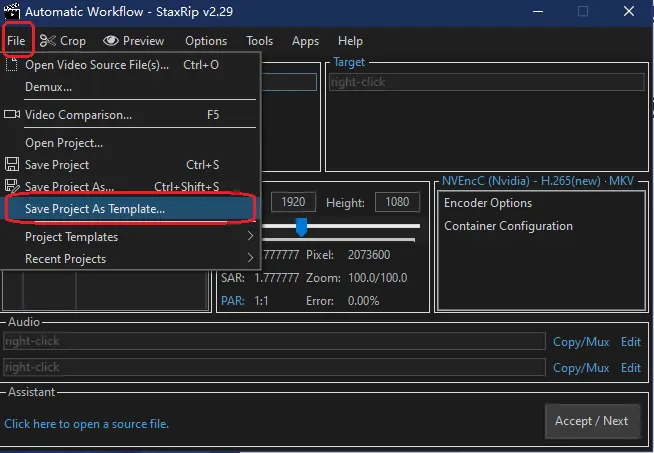 Automatic Workflow - StaxRip v2.29
File Crop Preview Options Tools Apps Help
Open Video Source File(s)... Ctrl+O
Demux...
Video Comparison... F5
Open Project...
Save Project Ctrl+S
Save Project As... Ctrl+Shift+S
Save Project As Template...
Project Templates
Recent Projects
Target
right-click
1920 Height: 1080
.777777 Pixel: 2073600
SAR: 1.777777 Zoom: 100.0/100.0
PAR: 1:1 Error: 0.00%
NVEncC (Nvidia) - H.265(new) · MKV
Encoder Options
Container Configuration
Audio
right-click Copy/Mux Edit
right-click Copy/Mux Edit
Assistant
Click here to open a source file.
Accept / Next